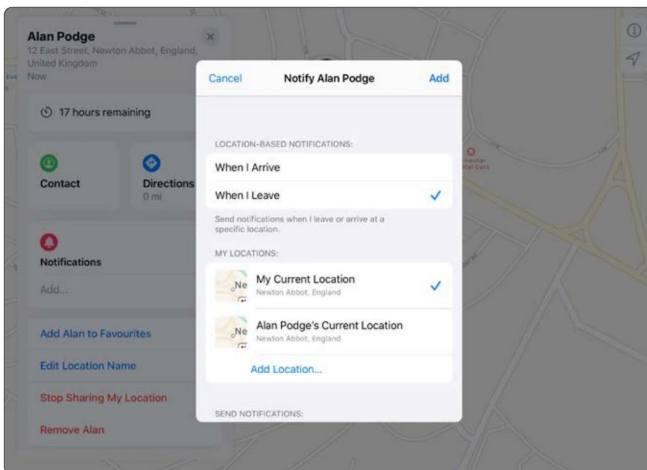 Alan Podge
12 East Street, Newton Abbot, England,
United Kingdom
Now
17 hours remaining
Contact
Directions
0 mi
Notifications
Add...
Add Alan to Favourites
Edit Location Name
Stop Sharing My Location
Remove Alan
Cancel
Notify Alan Podge
Add
LOCATION-BASED NOTIFICATIONS:
When I Arrive
When I Leave
Send notifications when I leave or arrive at a
specific location.
MY LOCATIONS:
Ne
My Current Location
Newton Abbot, England
Ne
Alan Podge's Current Location
Newton Abbot, England
Add Location...
SEND NOTIFICATIONS: